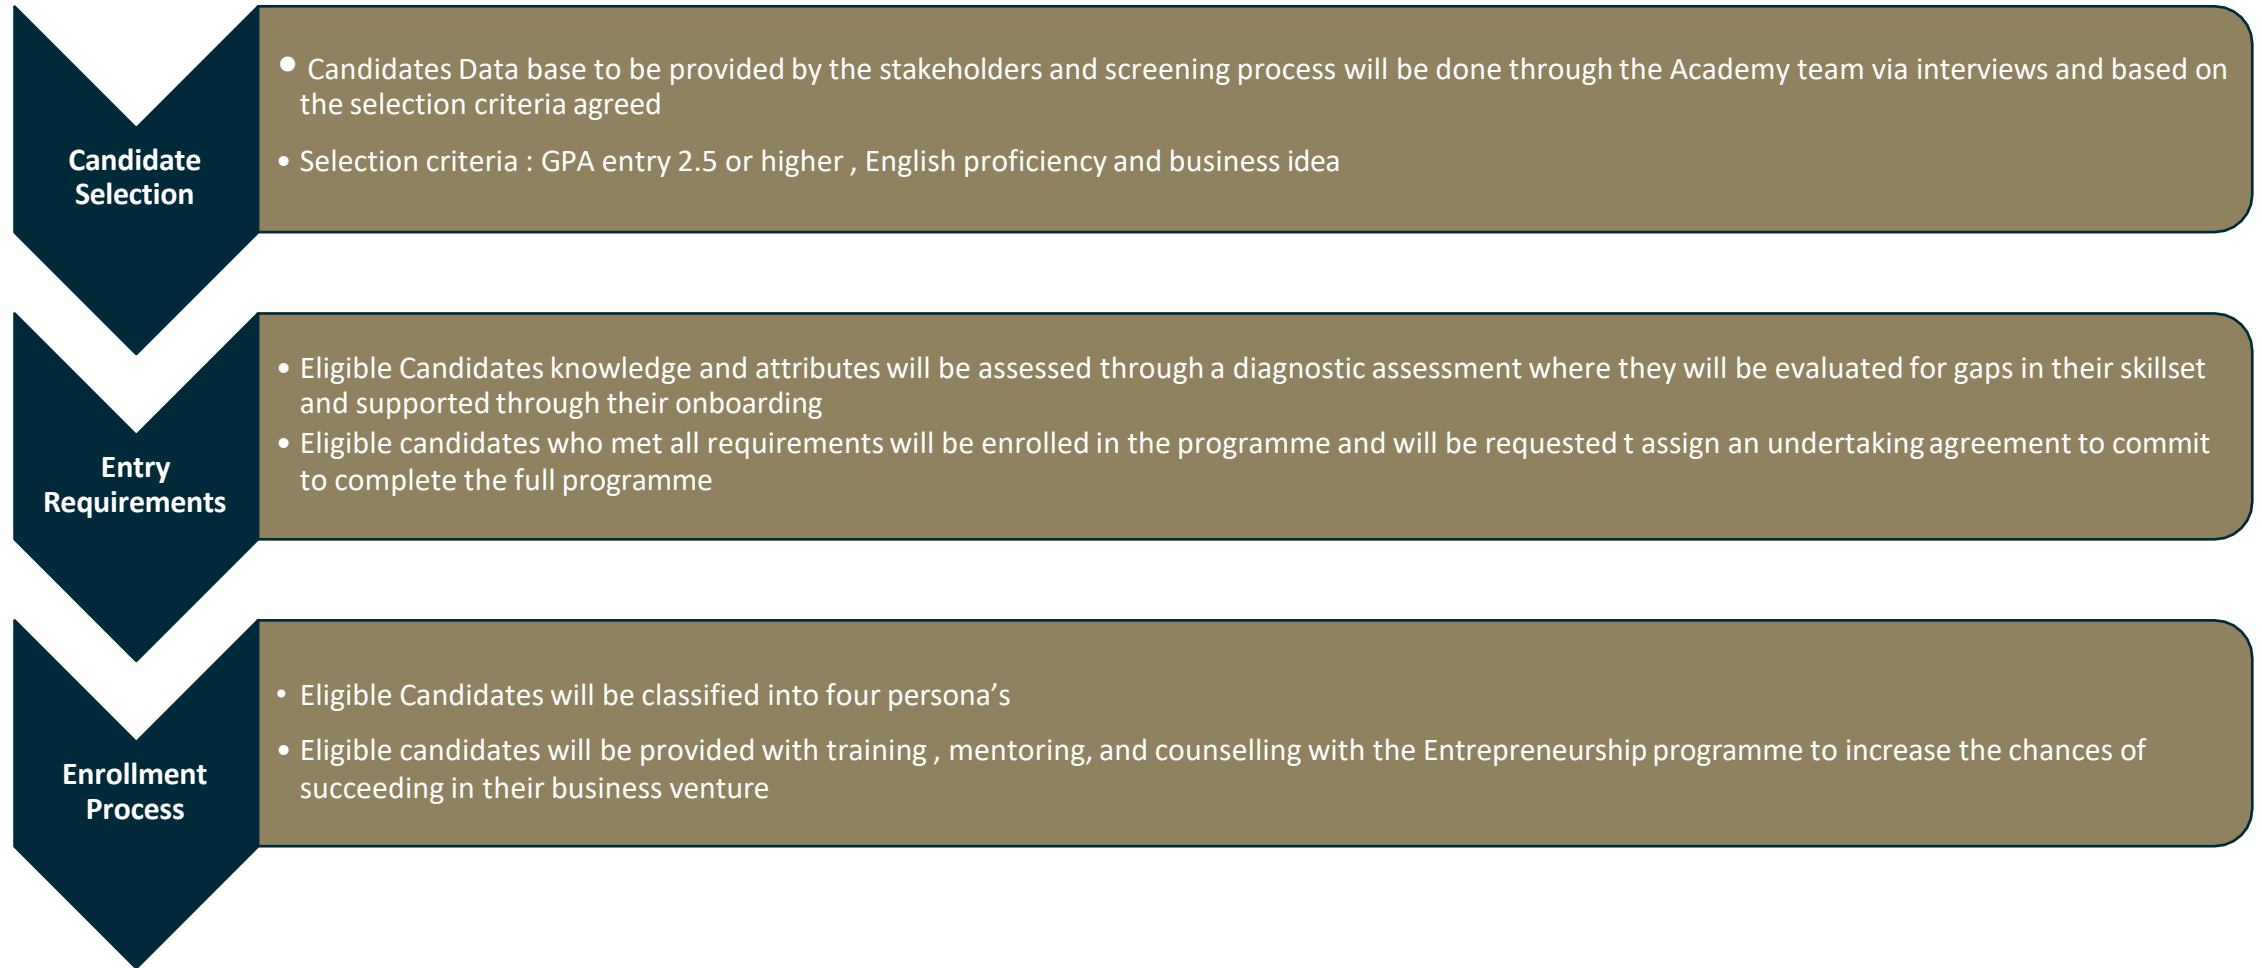 Candidate
Selection
• Candidates Data base to be provided by the stakeholders and screening process will be done through the Academy team via interviews and based on
the selection criteria agreed
• Selection criteria : GPA entry 2.5 or higher , English proficiency and business idea
Entry
Requirements
• Eligible Candidates knowledge and attributes will be assessed through a diagnostic assessment where they will be evaluated for gaps in their skillset
and supported through their onboarding
• Eligible candidates who met all requirements will be enrolled in the programme and will be requested t assign an undertaking agreement to commit
to complete the full programme
Enrollment
Process
• Eligible Candidates will be classified into four persona’s
• Eligible candidates will be provided with training , mentoring, and counselling with the Entrepreneurship programme to increase the chances of
succeeding in their business venture